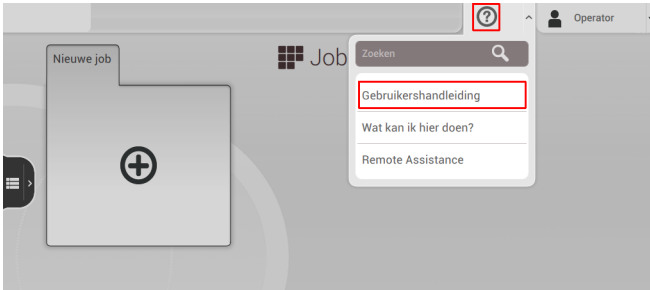 Operator
Nieuwe job
Job
Zoeken
Gebruikershandleiding
Wat kan ik hier doen?
Remote Assistance